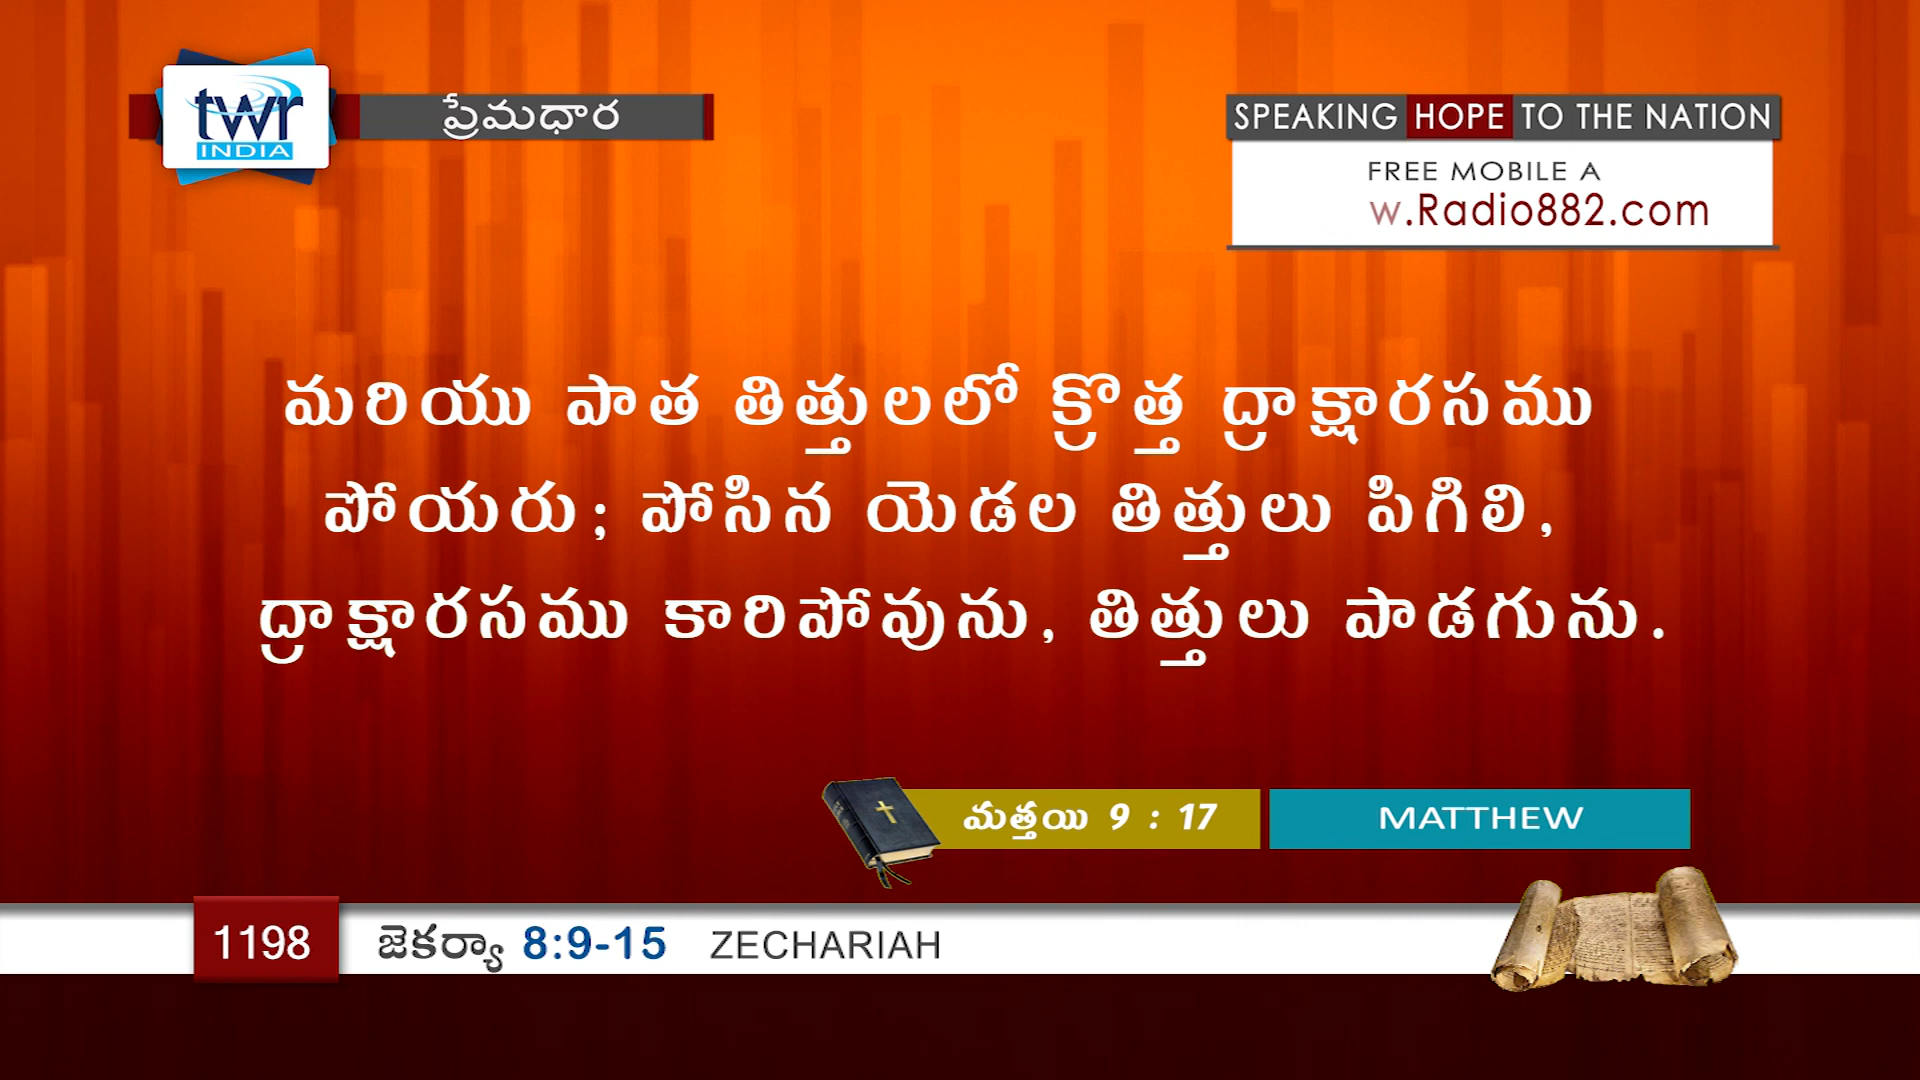 twr
INDIA
ప్రేమధార
SPEAKING HOPE TO THE NATION
FREE MOBILE A
w.Radio882.com
మరియు పాత తిత్తులలో క్రొత్త ద్రాక్షారసము
పోయరు; పోసిన యెడల తిత్తులు పిగిలి,
ద్రాక్షారసము కారిపోవును, తిత్తులు పాడగును.
మత్తయి 9 : 17
MATTHEW
1198
జెకర్యా 8:9-15
ZECHARIAH